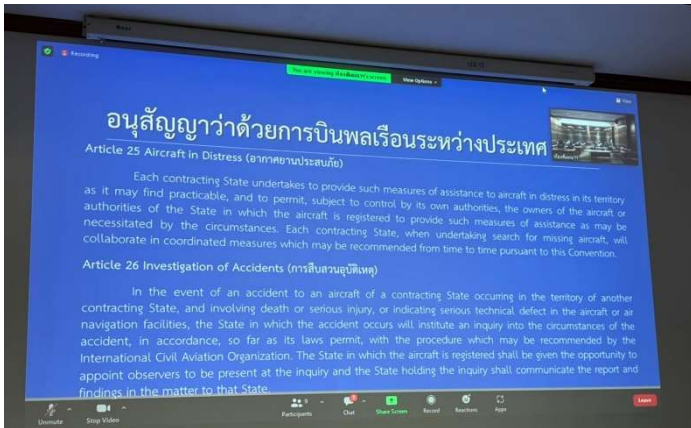 Recording
You are viewing
's screen
View Options
View
อนุสัญญาว่าด้วยการบินพลเรือนระหว่างประเทศ
Article 25 Aircraft in Distress (อากาศยานประสบภัย)
Each contracting State undertakes to provide such measures of assistance to aircraft in distress in its territory
as it may find practicable, and to permit, subject to control by its own authorities, the owners of the aircraft or
authorities of the State in which the aircraft is registered to provide such measures of assistance as may be
necessitated by the circumstances. Each contracting State, when undertaking search for missing aircraft, will
collaborate in coordinated measures which may be recommended from time to time pursuant to this Convention.
Article 26 Investigation of Accidents (การสืบสวนอุบัติเหตุ)
In the event of an accident to an aircraft of a contracting State occurring in the territory of another
contracting State, and involving death or serious injury, or indicating serious technical defect in the aircraft or air
navigation facilities, the State in which the accident occurs will institute an inquiry into the circumstances of the
accident, in accordance, so far as its laws permit, with the procedure which may be recommended by the
International Civil Aviation Organization. The State in which the aircraft is registered shall be given the opportunity to
appoint observers to be present at the inquiry and the State holding the inquiry shall communicate the report and
findings in the matter to that State.
Unmute
Stop Video
Participants
9
Chat
Share Screen
Record
Reactions
Apps
Leave